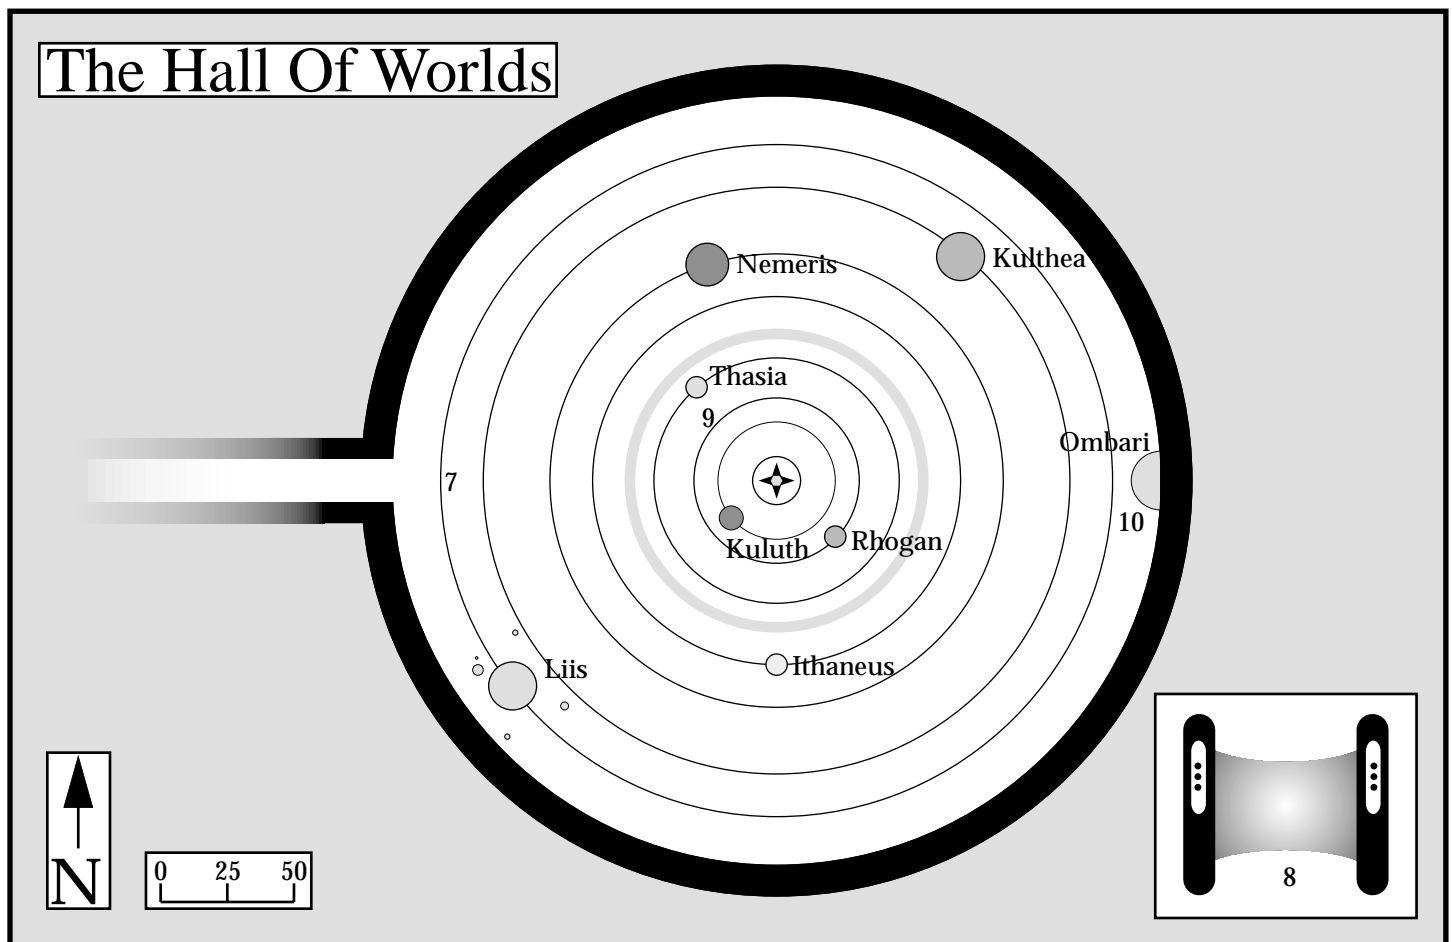 The Hall Of Worlds
Nemeris
Kulthea
Thasia
9
Ombari
7
10
Kuluth
Rhogan
Liis
Ithaneus
N
0 25 50
8